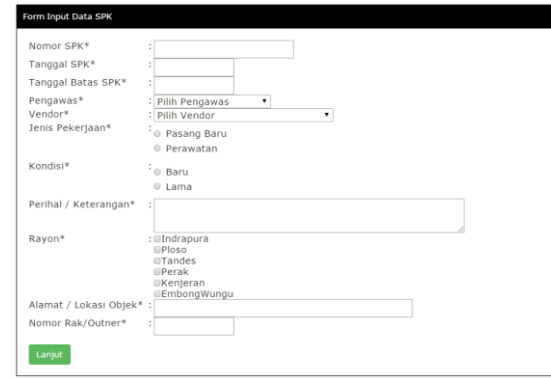 Form Input Data SPK
Nomor SPK* :
Tanggal SPK* :
Tanggal Batas SPK* :
Pengawas* : Pilih Pengawas
Vendor* : Pilih Vendor
Jenis Pekerjaan* : Pasang Baru
Perawatan
Kondisi* : Baru
Lama
Perihal / Keterangan* :
Rayon* : Indrapura
Ploso
Tandes
Perak
Kenjeran
EmbongWungu
Alamat / Lokasi Objek* :
Nomor Rak/Outner* :
Lanjut